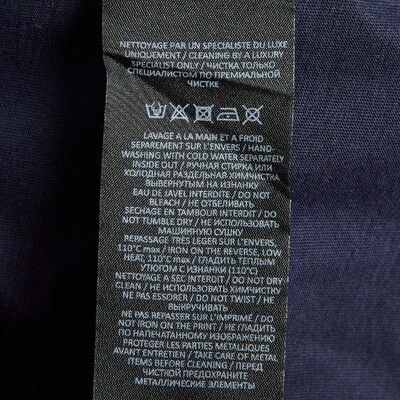 NETTOYAGE PAR UN SPECIALISTE DU LUXE
UNIQUEMENT / CLEANING BY A LUXURY
SPECIALIST ONLY / ЧИСТКА ТОЛЬКО
СПЕЦИАЛИСТОМ ПО ПРЕМИАЛЬНОЙ
ЧИСТКЕ
LAVAGE A LA MAIN ET A FROID
SEPAREMENT SUR L'ENVERS / HAND-
WASHING WITH COLD WATER SEPARATELY
INSIDE OUT / РУЧНАЯ СТИРКА ИЛИ
ХОЛОДНАЯ РАЗДЕЛЬНАЯ ХИМЧИСТКА
ВЫВЕРНУТЫМ НА ИЗНАНКУ
EAU DE JAVEL INTERDITE / DO NOT
BLEACH / НЕ ОТБЕЛИВАТЬ
SECHAGE EN TAMBOUR INTERDIT / DO
NOT TUMBLE DRY / НЕ ИСПОЛЬЗОВАТЬ
МАШИННУЮ СУШКУ
REPASSAGE TRES LEGER SUR L'ENVERS,
110°C max / IRON ON THE REVERSE, LOW
HEAT, 110°C max / ГЛАДИТЬ ТЕПЛЫМ
УТЮГОМ С ИЗНАНКИ (110°C)
NETTOYAGE A SEC INTERDIT / DO NOT DRY
CLEAN / НЕ ИСПОЛЬЗОВАТЬ ХИМЧИСТКУ
NE PAS ESSORER / DO NOT TWIST / НЕ
ВЫКРУЧИВАТЬ
NE PAS REPASSER SUR L'IMPRIMÉ / DO
NOT IRON ON THE PRINT / НЕ ГЛАДИТЬ
ПО НАПЕЧАТАННОМУ ИЗОБРАЖЕНИЮ
PROTEGER LES PARTIES METALLIQUES
AVANT ENTRETIEN / TAKE CARE OF METAL
ITEMS BEFORE CLEANING / ПЕРЕД
ЧИСТКОЙ ПРЕДОХРАНИТЕ
МЕТАЛЛИЧЕСКИЕ ЭЛЕМЕНТЫ